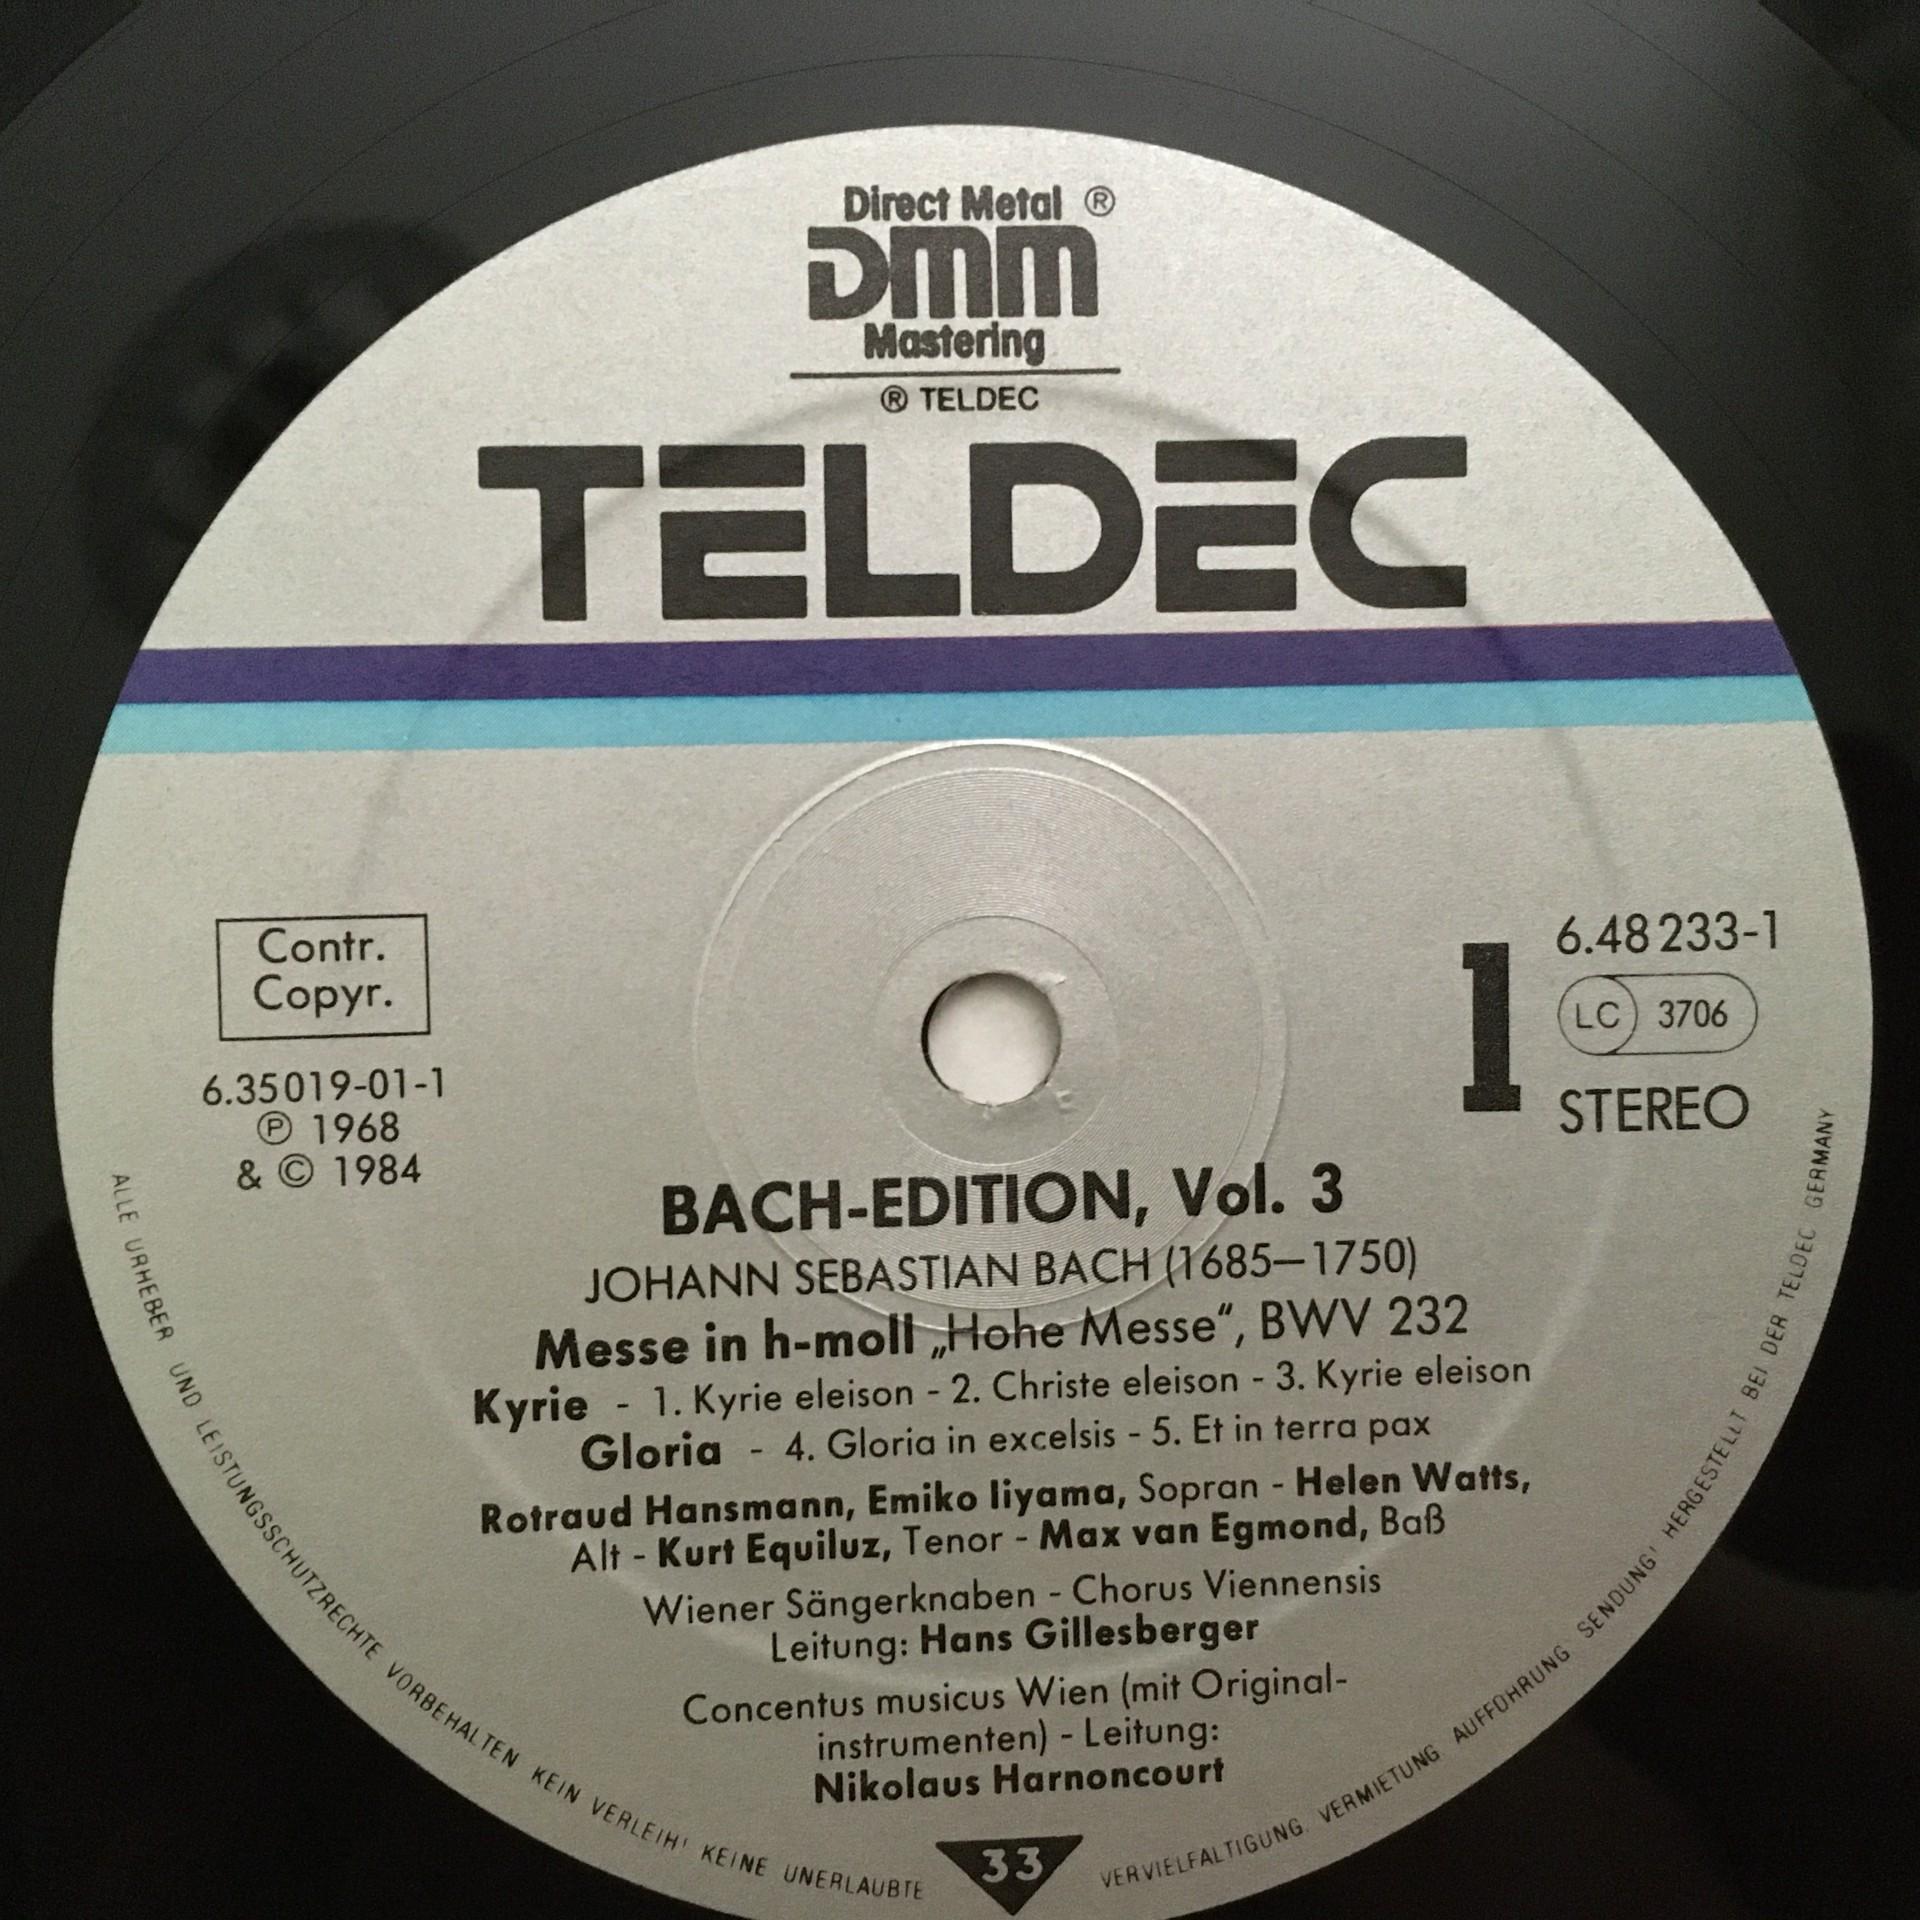 Direct Metal ®
DMM
Mastering
® TELDEC
TELDEC
Contr.
Copyr.
6.35019-01-1
℗ 1968
& © 1984
1
6.48233-1
LC 3706
STEREO
BACH-EDITION, Vol. 3
JOHANN SEBASTIAN BACH (1685–1750)
Messe in h-moll „Hohe Messe“, BWV 232
Kyrie - 1. Kyrie eleison - 2. Christe eleison - 3. Kyrie eleison
Gloria - 4. Gloria in excelsis - 5. Et in terra pax
Rotraud Hansmann, Emiko Iiyama, Sopran - Helen Watts,
Alt - Kurt Equiluz, Tenor - Max van Egmond, Baß
Wiener Sängerknaben - Chorus Viennensis
Leitung: Hans Gillesberger
Concentus musicus Wien (mit Original-
instrumenten) - Leitung:
Nikolaus Harnoncourt
33
ALLE URHEBER UND LEISTUNGSSCHUTZRECHTE VORBEHALTEN KEIN VERLEIH! KEINE UNERLAUBTE VERVIELFALTIGUNG. VERMIETUNG AUFFÜHRUNG SENDUNG! HERGESTELLT BEI DER TELDEC GERMANY